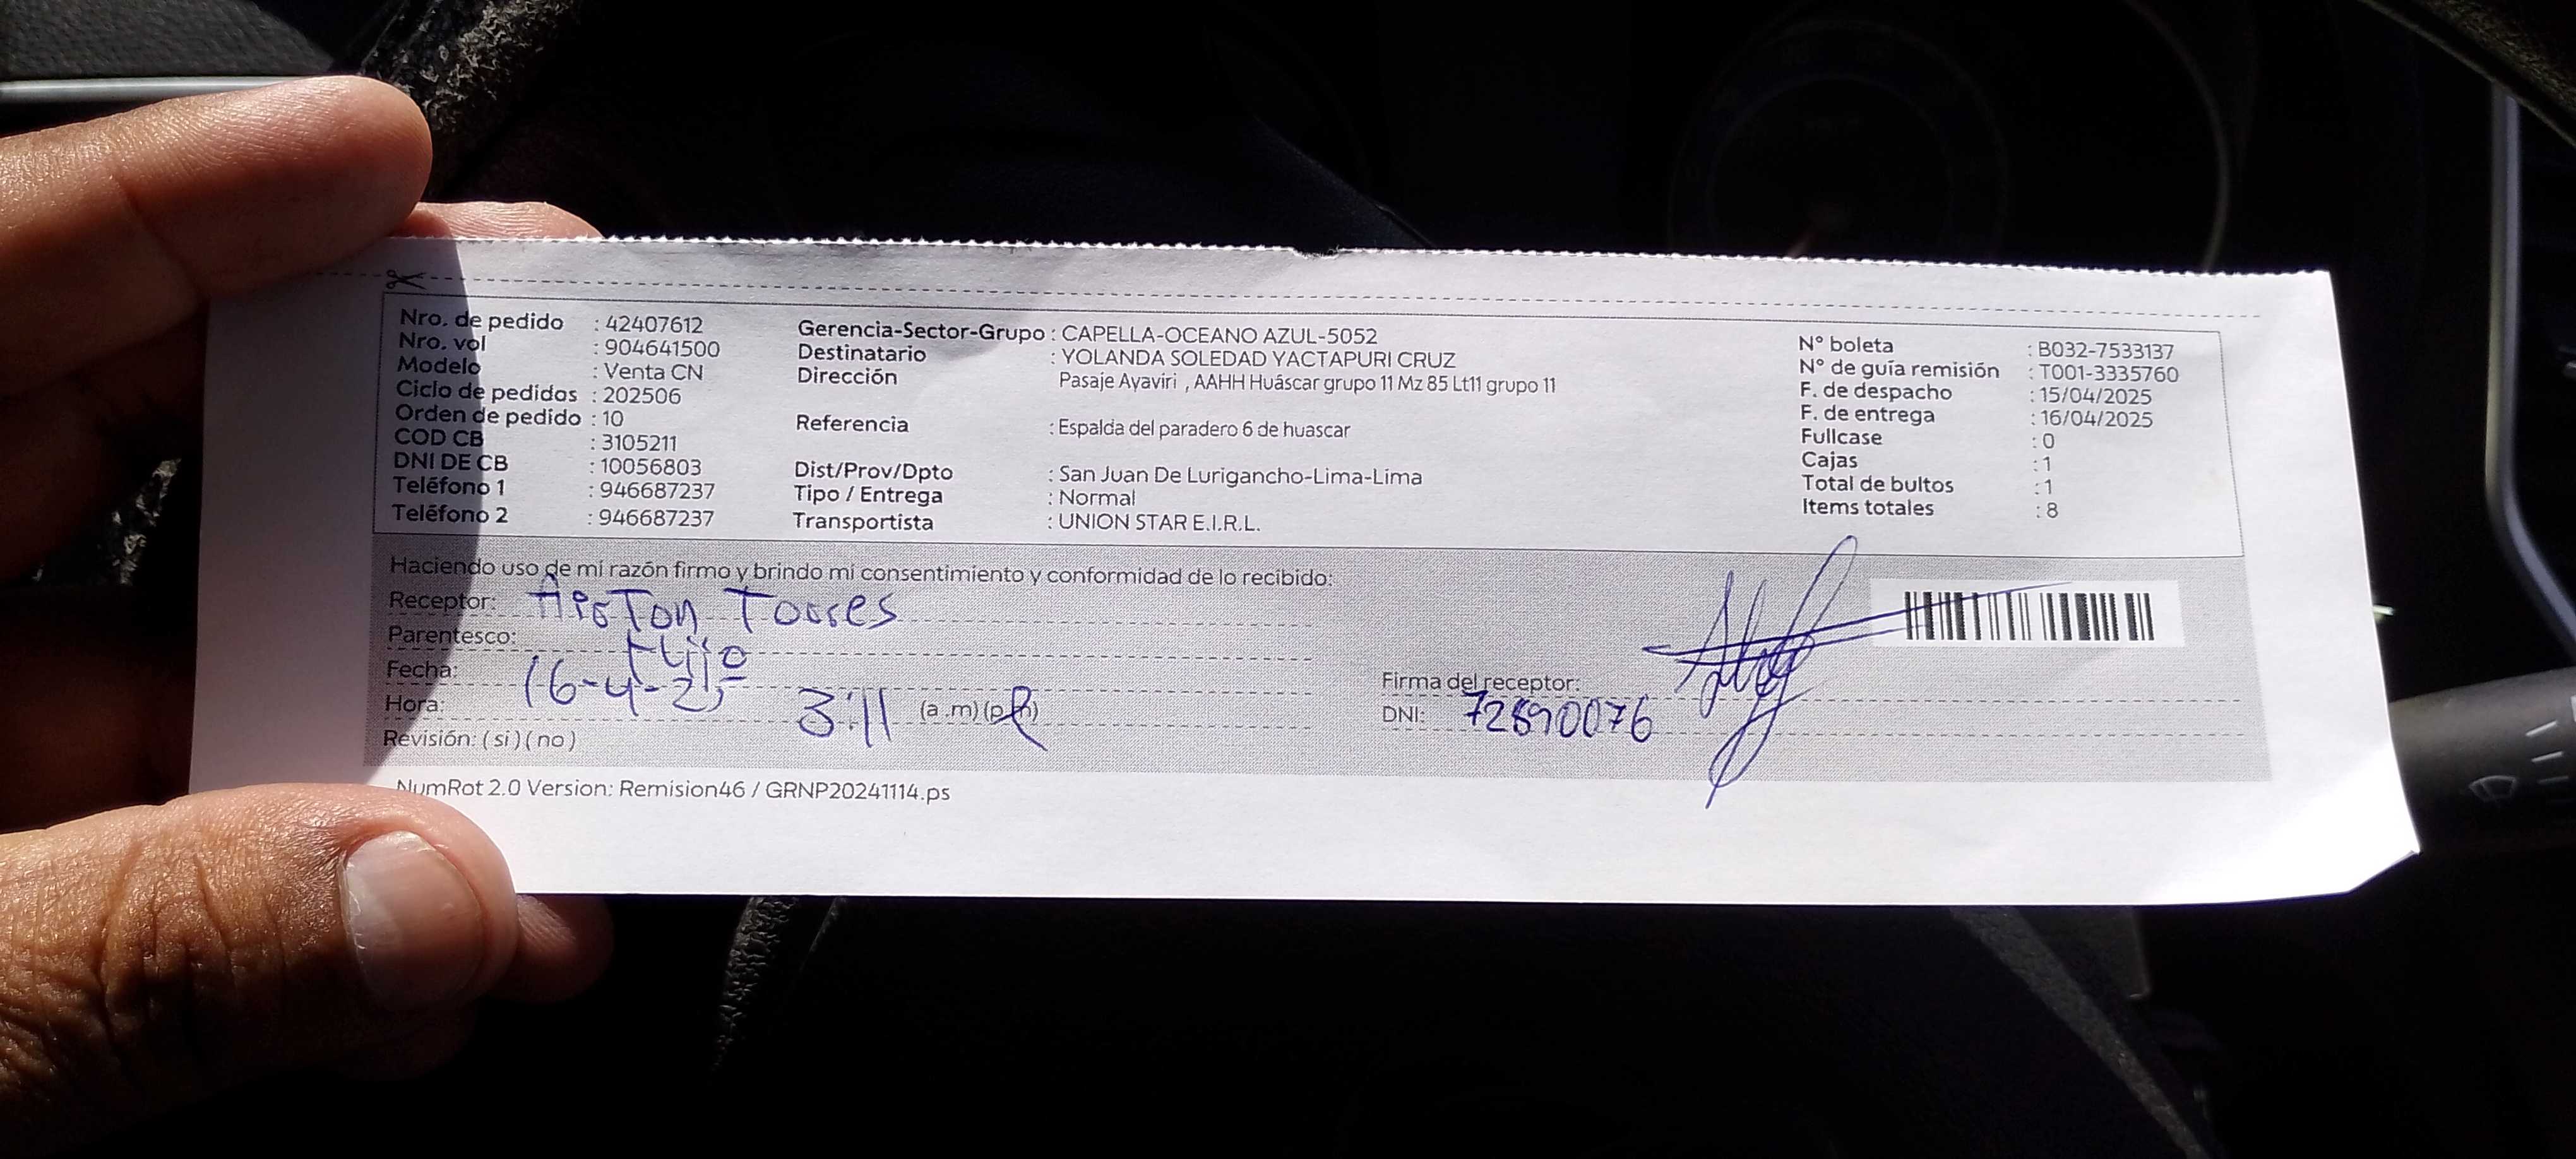 Nro. de pedido : 42407612
Nro. vol : 904641500
Modelo : Venta CN
Ciclo de pedidos : 202506
Orden de pedido : 10
COD CB : 3105211
DNI DE CB : 10056803
Teléfono 1 : 946687237
Teléfono 2 : 946687237
Gerencia-Sector-Grupo : CAPELLA-OCEANO AZUL-5052
Destinatario : YOLANDA SOLEDAD YACTAPURI CRUZ
Dirección Pasaje Ayaviri , AAHH Huáscar grupo 11 Mz 85 Lt11 grupo 11
Referencia : Espalda del paradero 6 de huascar
Dist/Prov/Dpto : San Juan De Lurigancho-Lima-Lima
Tipo / Entrega : Normal
Transportista : UNION STAR E.I.R.L.
N° boleta : B032-7533137
N° de guía remisión : T001-3335760
F. de despacho : 15/04/2025
F. de entrega : 16/04/2025
Fullcase : 0
Cajas : 1
Total de bultos : 1
Items totales : 8
Haciendo uso de mi razón firmo y brindo mi consentimiento y conformidad de lo recibido:
Receptor: Torres
Parentesco: Hijo
Fecha: 16-4-25
Hora: 3:11 (a .m) (p.m)
Revisión: ( si ) ( no )
Firma del receptor:
DNI: 72890076
NumRot 2.0 Version: Remision46 / GRNP20241114.ps